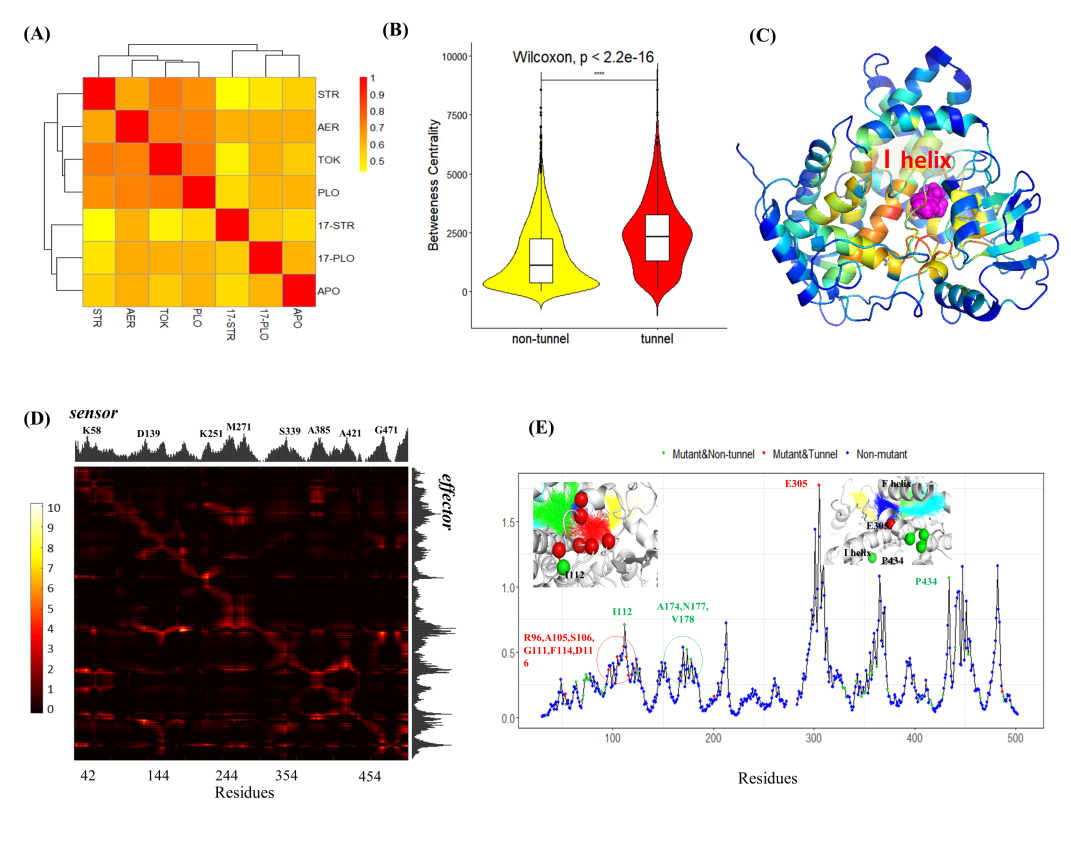 (A)
1
0.9
0.8
0.7
0.6
0.5
STR
AER
TOK
PLO
17-STR
17-PLO
APO
STR
AER
TOK
PLO
17-STR
17-PLO
APO
(B)
Wilcoxon, p < 2.2e-16
****
Betweeness Centrality
10000
7500
5000
2500
0
non-tunnel
tunnel
(C)
I helix
(D)
sensor
K58
D139
K251
M271
S339
A385
A421
G471
effector
10
9
8
7
6
5
4
3
2
1
0
42
144
244
354
454
Residues
(E)
Mutant&Non-tunnel
Mutant&Tunnel
Non-mutant
E305
F helix
E305
I helix
P434
I112
P434
I112
A174,N177,
V178
R96,A105,S106,
G111,F114,D11
6
1.5
1.0
0.5
0.0
100
200
300
400
500
Residues